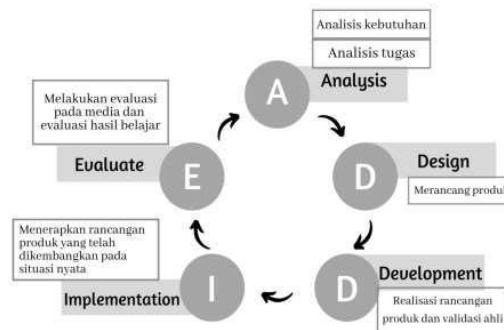 Analisis kebutuhan
Analisis tugas
A
Analysis
Melakukan evaluasi
pada media dan
evaluasi hasil belajar
Evaluate
E
D
Design
Merancang produk
Menerapkan rancangan
produk yang telah
dikembangkan pada
situasi nyata
Implementation
I
D
Development
Realisasi rancangan
produk dan validasi ahli